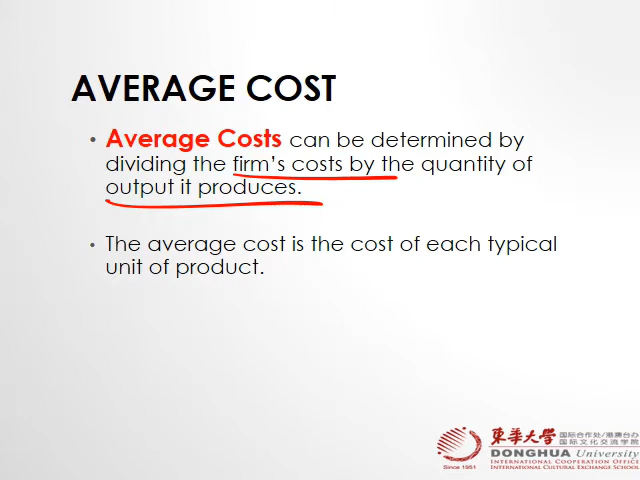 AVERAGE COST
• Average Costs can be determined by
dividing the firm's costs by the quantity of
output it produces.
• The average cost is the cost of each typical
unit of product.
東華大学
国际合作处/港澳台办
国际文化交流学院
DONGHUA University
INTERNATIONAL COOPERATION OFFICE
INTERNATIONAL CULTURAL EXCHANGE SCHOOL
Since 1951